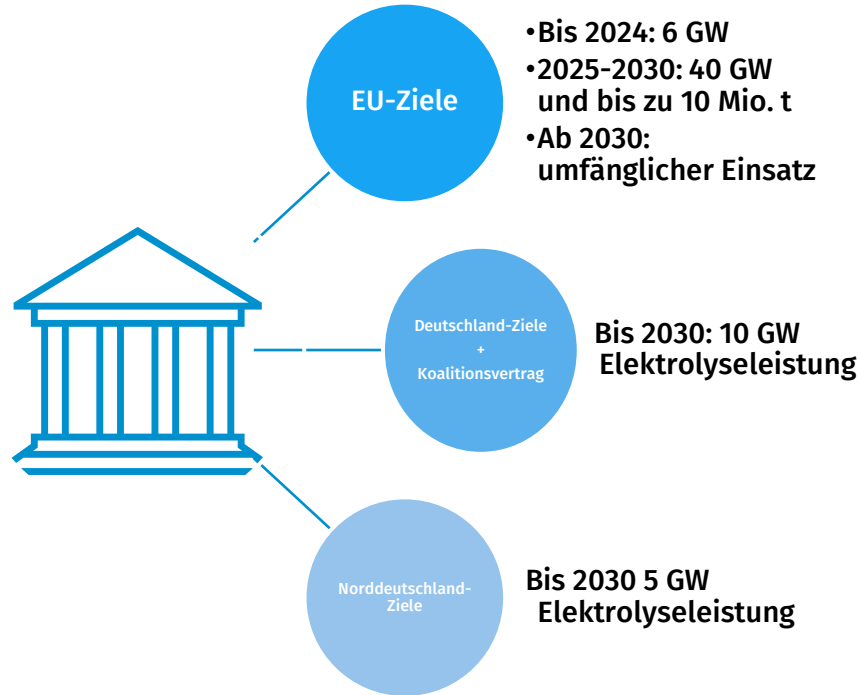 EU-Ziele
•Bis 2024: 6 GW
•2025-2030: 40 GW
und bis zu 10 Mio. t
•Ab 2030:
umfänglicher Einsatz
Deutschland-Ziele
+
Koalitionsvertrag
Bis 2030: 10 GW
Elektrolyseleistung
Norddeutschland-
Ziele
Bis 2030 5 GW
Elektrolyseleistung